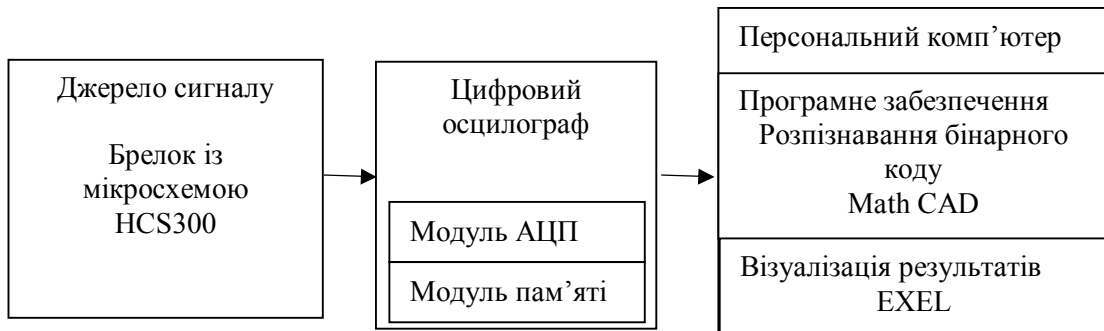 Джерело сигналу
Брелок із
мікросхемою
HCS300
Цифровий
осцилограф
Модуль АЦП
Модуль пам’яті
Персональний комп’ютер
Програмне забезпечення
Розпізнавання бінарного
коду
Math CAD
Візуалізація результатів
EXEL